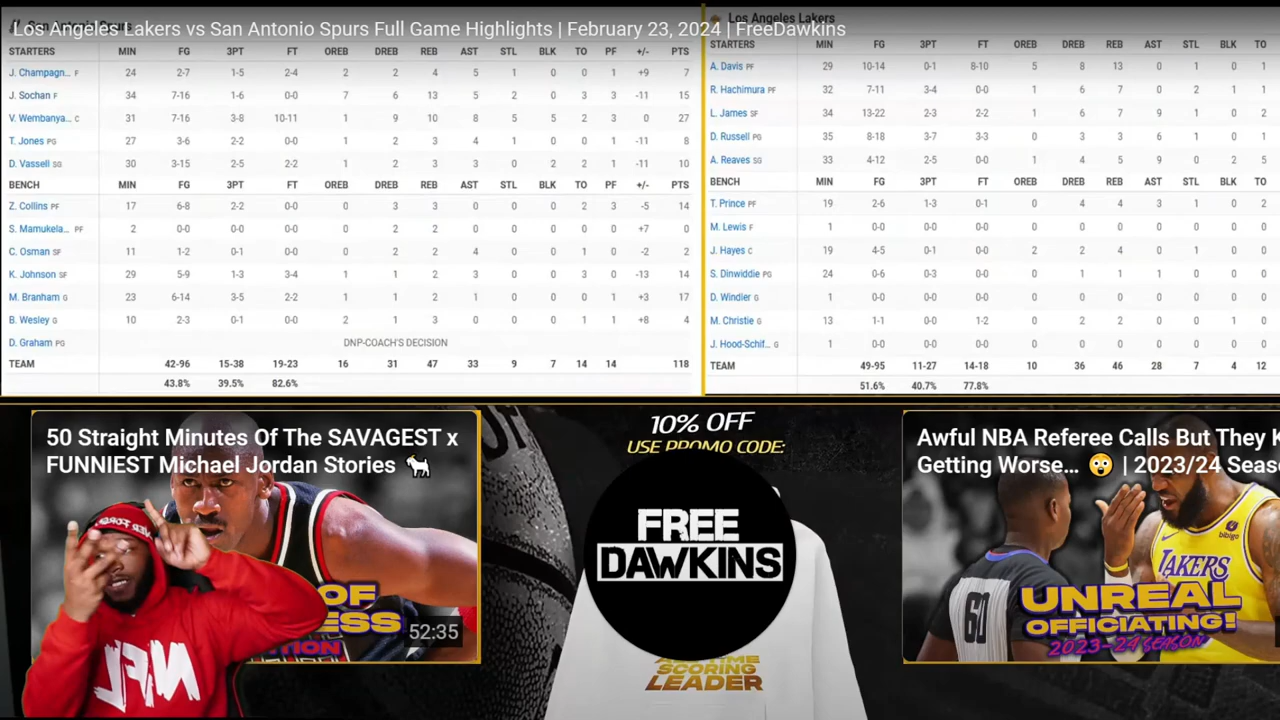 Los Angeles Lakers vs San Antonio Spurs Full Game Highlights | February 23, 2024 | FreeDawkins
San Antonio Spurs
STARTERS MIN FG 3PT FT OREB DREB REB AST STL BLK TO PF +/- PTS
J. Champagn... F 24 2-7 1-5 2-4 2 2 4 5 1 0 0 1 +9 7
J. Sochan F 34 7-16 1-6 0-0 7 6 13 5 2 0 3 3 -11 15
V. Wembanya... C 31 7-16 3-8 10-11 1 9 10 8 5 5 2 3 0 27
T. Jones PG 27 3-6 2-2 0-0 1 2 3 4 1 0 0 1 -11 8
D. Vassell SG 30 3-15 2-5 2-2 1 2 3 3 0 2 2 1 -11 10
BENCH MIN FG 3PT FT OREB DREB REB AST STL BLK TO PF +/- PTS
Z. Collins PF 17 6-8 2-2 0-0 0 3 3 0 0 0 2 3 -5 14
S. Mamukela... PF 2 0-0 0-0 0-0 0 2 2 0 0 0 0 0 +7 0
C. Osman SF 11 1-2 0-1 0-0 0 2 2 4 0 0 1 0 -2 2
K. Johnson SF 29 5-9 1-3 3-4 1 1 2 3 0 0 3 0 -13 14
M. Branham G 23 6-14 3-5 2-2 1 1 2 1 0 0 0 1 +3 17
B. Wesley G 10 2-3 0-1 0-0 2 1 3 0 0 0 1 1 +8 4
D. Graham PG DNP-COACH'S DECISION
TEAM 42-96 15-38 19-23 16 31 47 33 9 7 14 14 118
43.8% 39.5% 82.6%
Los Angeles Lakers
STARTERS MIN FG 3PT FT OREB DREB REB AST STL BLK TO
A. Davis PF 29 10-14 0-1 8-10 5 8 13 0 1 0 1
R. Hachimura PF 32 7-11 3-4 0-0 1 6 7 0 2 1 1
L. James SF 34 13-22 2-3 2-2 1 6 7 9 1 0 2
D. Russell PG 35 8-18 3-7 3-3 0 3 3 6 1 0 1
A. Reaves SG 33 4-12 2-5 0-0 1 4 5 9 0 2 5
BENCH MIN FG 3PT FT OREB DREB REB AST STL BLK TO
T. Prince PF 19 2-6 1-3 0-1 0 4 4 3 1 0 2
M. Lewis F 1 0-0 0-0 0-0 0 0 0 0 0 0 0
J. Hayes C 19 4-5 0-1 0-0 2 2 4 0 1 0 0
S. Dinwiddie PG 24 0-6 0-3 0-0 0 1 1 1 0 0 0
D. Windler G 1 0-0 0-0 0-0 0 0 0 0 0 0 0
M. Christie G 13 1-1 0-0 1-2 0 2 2 0 0 1 0
J. Hood-Schif... G 1 0-0 0-0 0-0 0 0 0 0 0 0 0
TEAM 49-95 11-27 14-18 10 36 46 28 7 4 12
51.6% 40.7% 77.8%
50 Straight Minutes Of The SAVAGEST x
FUNNIEST Michael Jordan Stories
OF
52:35
NFL
10% OFF
USE PROMO CODE:
FREE
DAWKINS
SCORING
LEADER
Awful NBA Referee Calls But They K
Getting Worse... | 2023/24 Seas
bibigo
LAKERS
60
UNREAL
OFFICIATING!
2023-24 SEASON